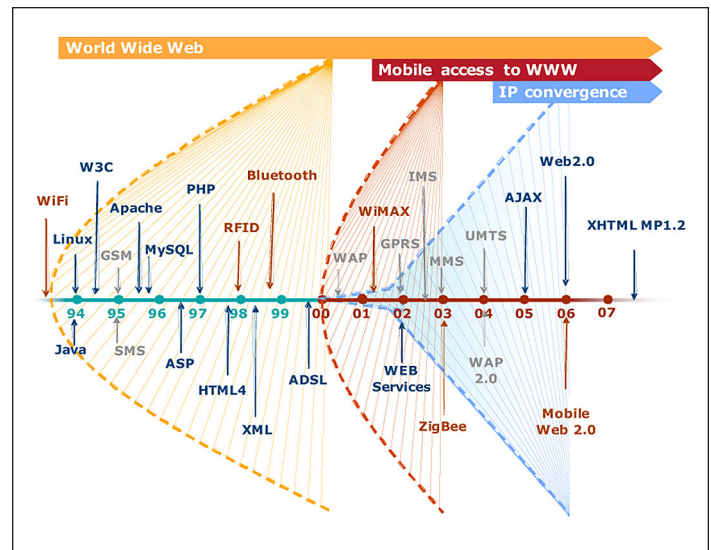 World Wide Web
Mobile access to WWW
IP convergence
W3C
WiFi
PHP
Bluetooth
IMS
Web2.0
Apache
AJAX
Linux
GSM
MySQL
RFID
WiMAX
GPRS
UMTS
XHTML MP1.2
WAP
MMS
94 95 96 97 98 99 00 01 02 03 04 05 06 07
Java
SMS
ASP
HTML4
XML
ADSL
WEB
Services
ZigBee
WAP
2.0
Mobile
Web 2.0